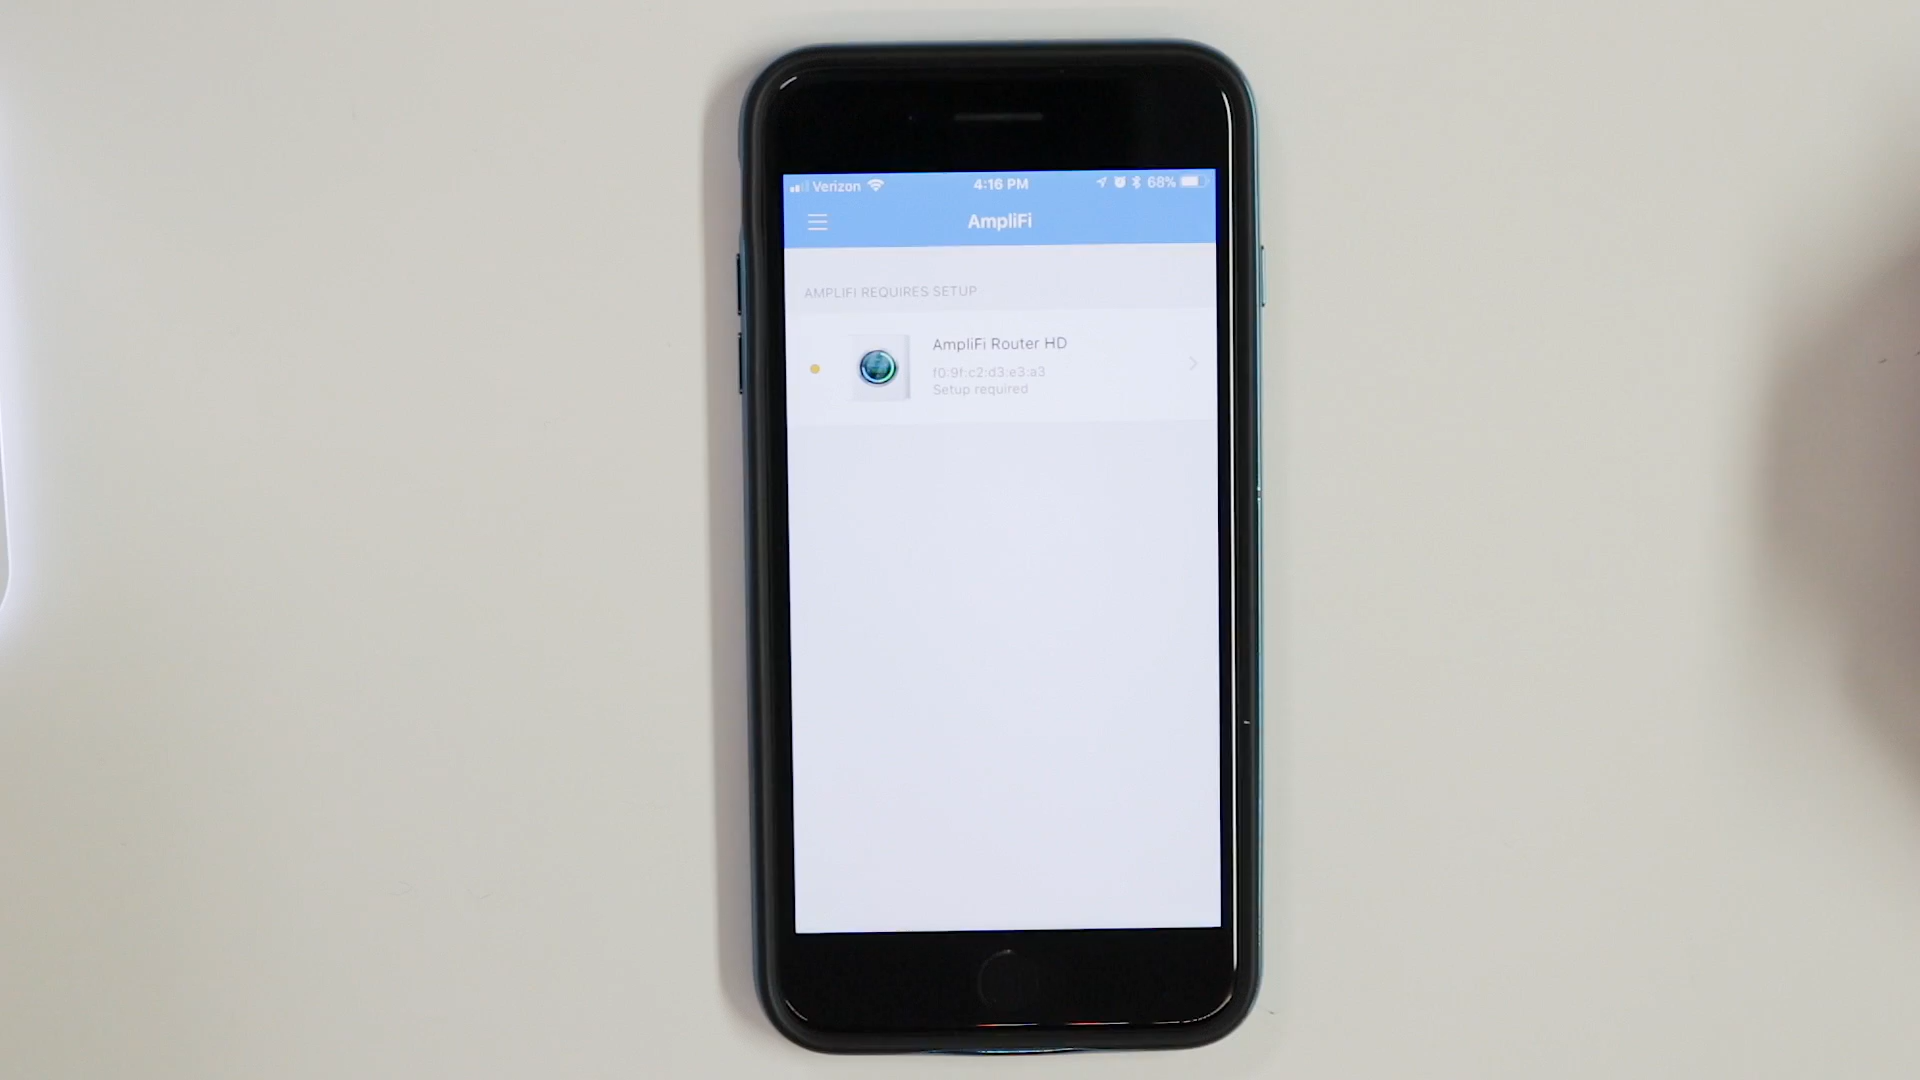 Verizon 4:16 PM 68%
AmpliFi
AMPLIFI REQUIRES SETUP
AmpliFi Router HD
f0:9f:c2:d3:e3:a3
Setup required